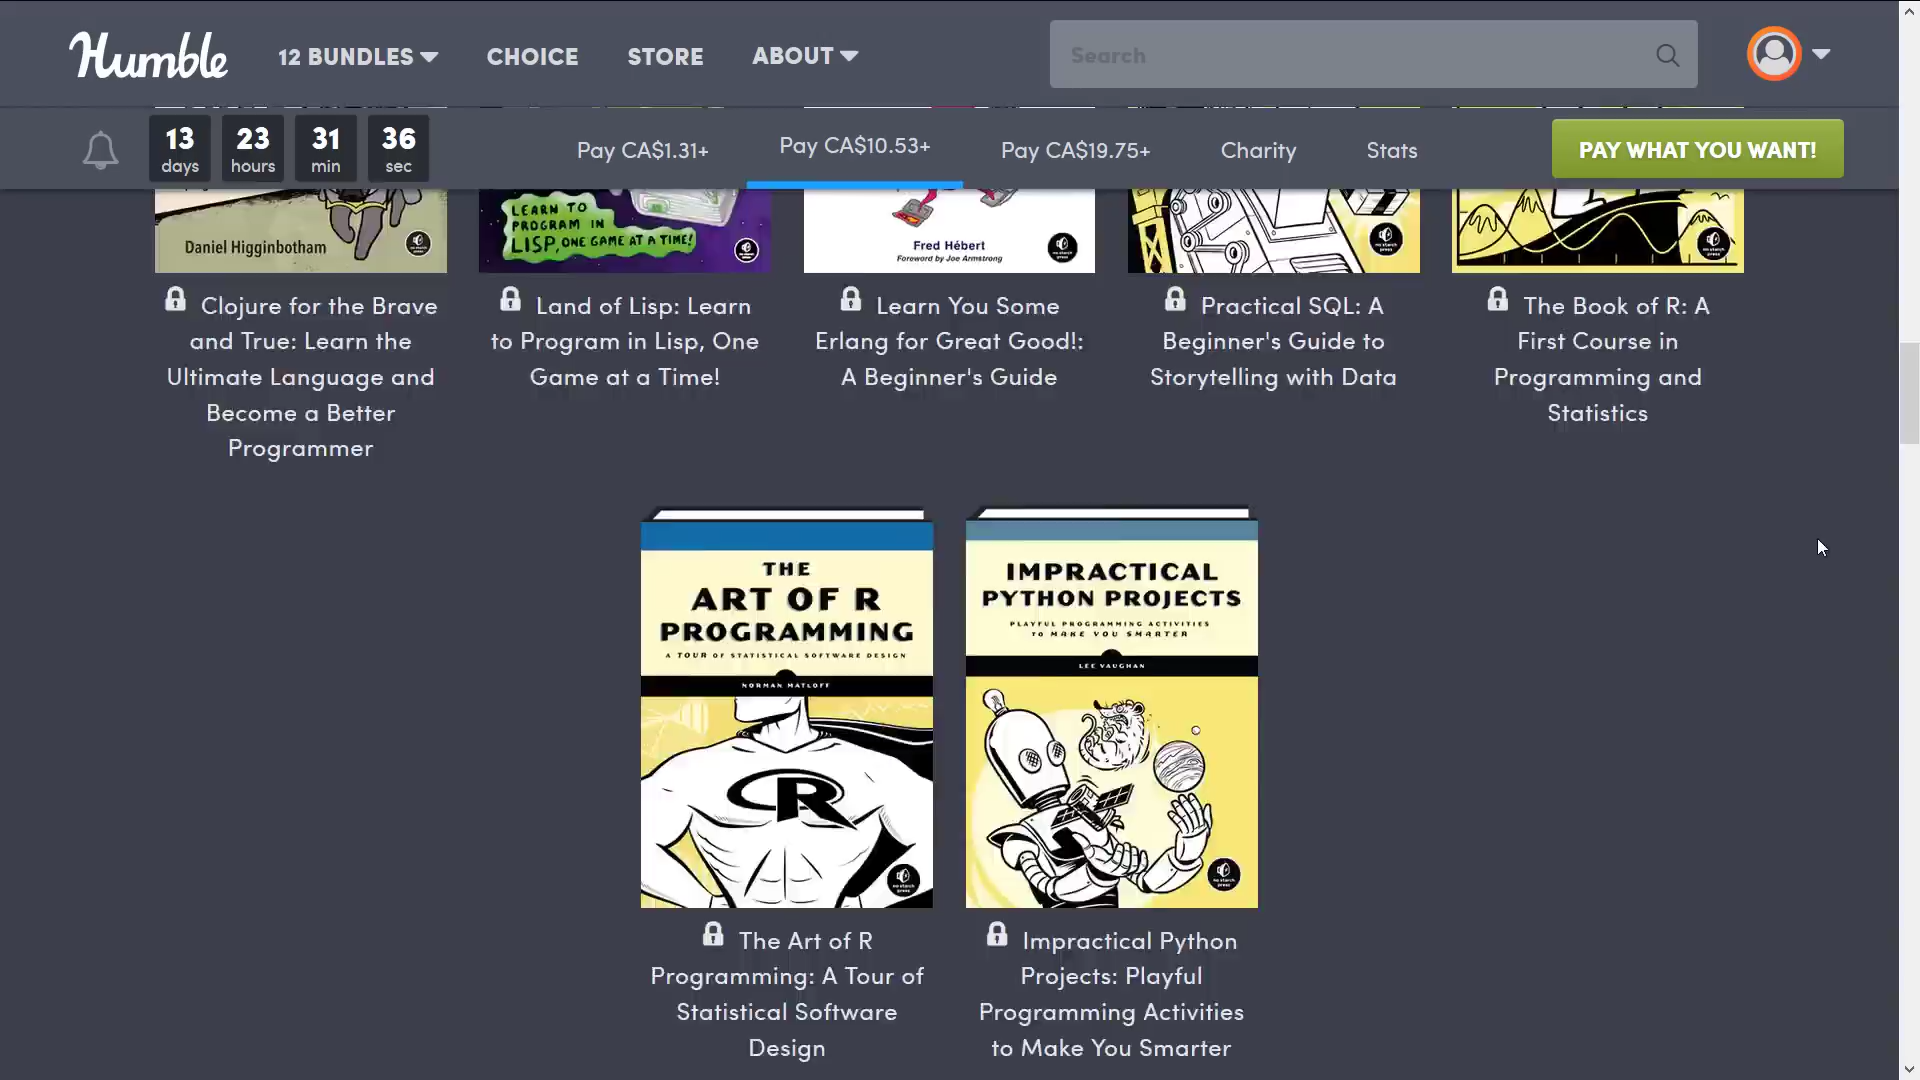 Humble
12 BUNDLES
CHOICE
STORE
ABOUT
Search
13
days
23
hours
31
min
36
sec
Pay CA$1.31+
Pay CA$10.53+
Pay CA$19.75+
Charity
Stats
PAY WHAT YOU WANT!
Daniel Higginbotham
LEARN TO
PROGRAM IN
LISP, ONE GAME AT A TIME!
Fred Hébert
Foreword by Joe Armstrong
Clojure for the Brave
and True: Learn the
Ultimate Language and
Become a Better
Programmer
Land of Lisp: Learn
to Program in Lisp, One
Game at a Time!
Learn You Some
Erlang for Great Good!:
A Beginner's Guide
Practical SQL: A
Beginner's Guide to
Storytelling with Data
The Book of R: A
First Course in
Programming and
Statistics
THE
ART OF R
PROGRAMMING
A TOUR OF STATISTICAL SOFTWARE DESIGN
NORMAN MATLOFF
R
no starch
press
The Art of R
Programming: A Tour of
Statistical Software
Design
IMPRACTICAL
PYTHON PROJECTS
PLAYFUL PROGRAMMING ACTIVITIES
TO MAKE YOU SMARTER
LEE VAUGHAN
no starch
press
Impractical Python
Projects: Playful
Programming Activities
to Make You Smarter